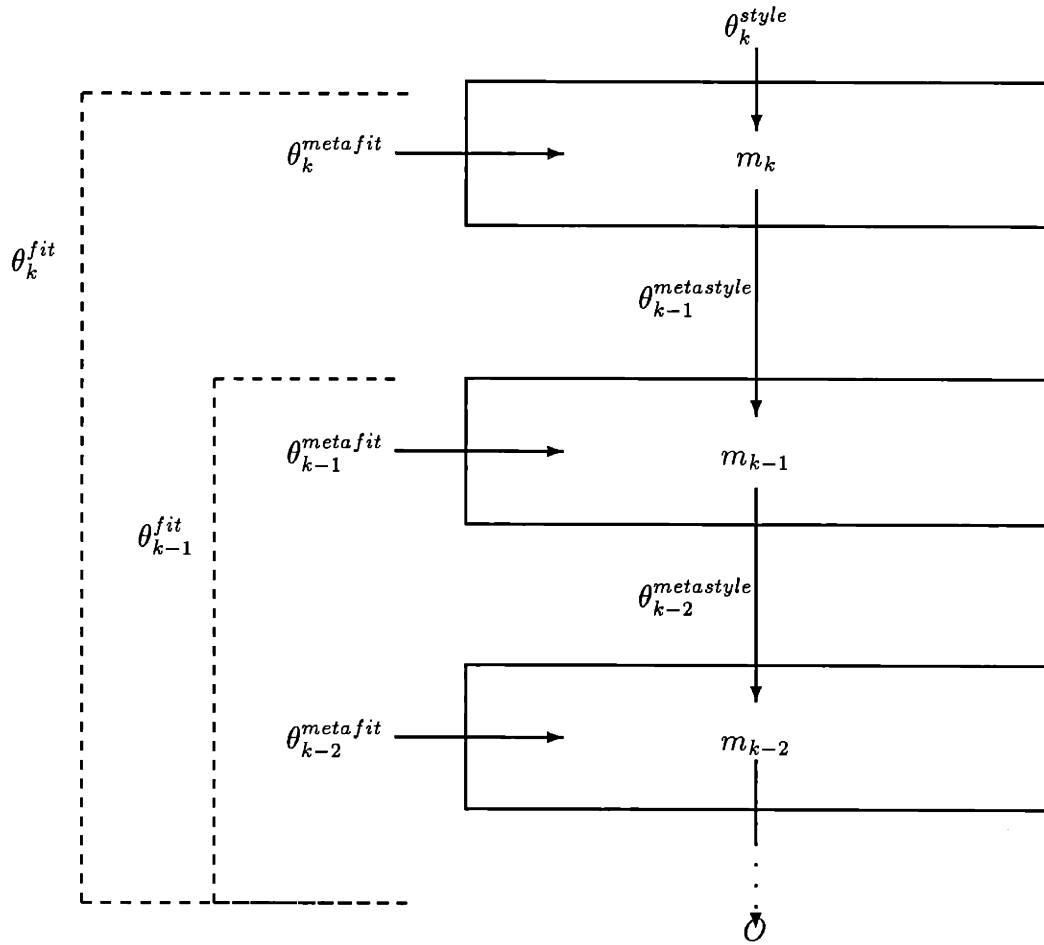 θ_k^{style}
θ_k^{metafit}
m_k
θ_k^{fit}
θ_{k-1}^{metastyle}
θ_{k-1}^{metafit}
m_{k-1}
θ_{k-1}^{fit}
θ_{k-2}^{metastyle}
θ_{k-2}^{metafit}
m_{k-2}
O